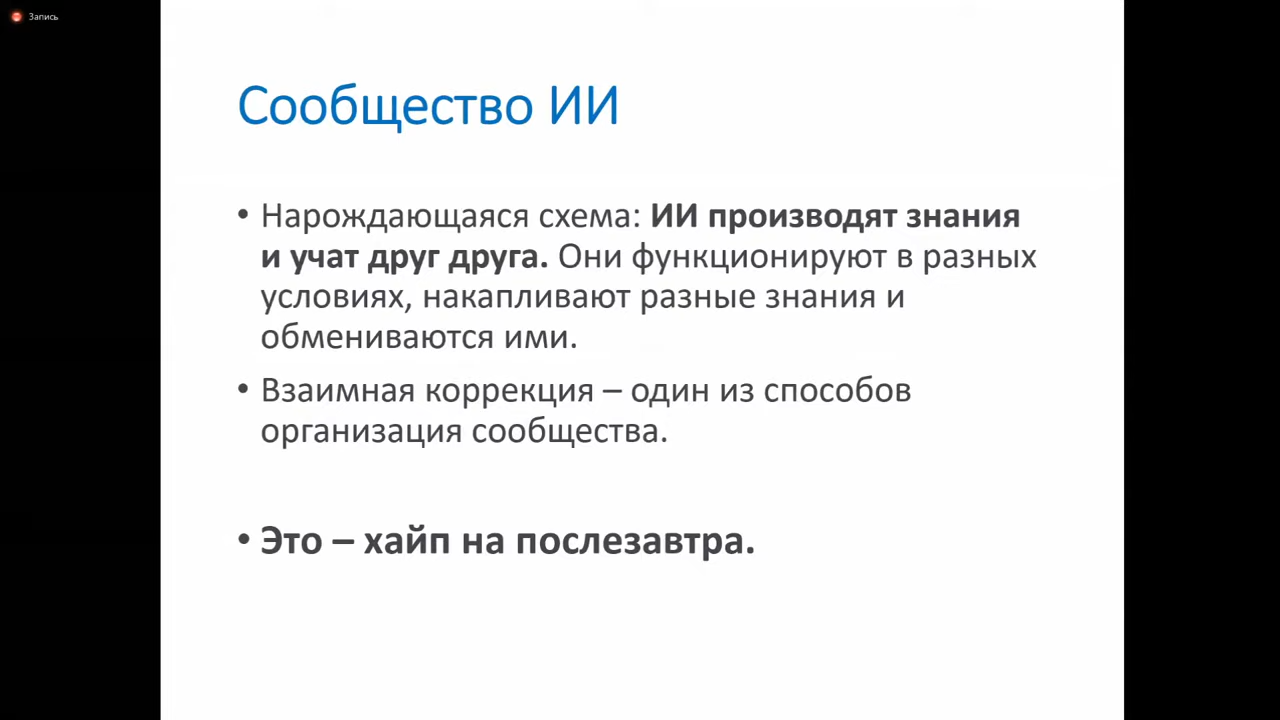 Запись
Сообщество ИИ
• Нарождающаяся схема: ИИ производят знания
и учат друг друга. Они функционируют в разных
условиях, накапливают разные знания и
обмениваются ими.
• Взаимная коррекция – один из способов
организация сообщества.
• Это – хайп на послезавтра.